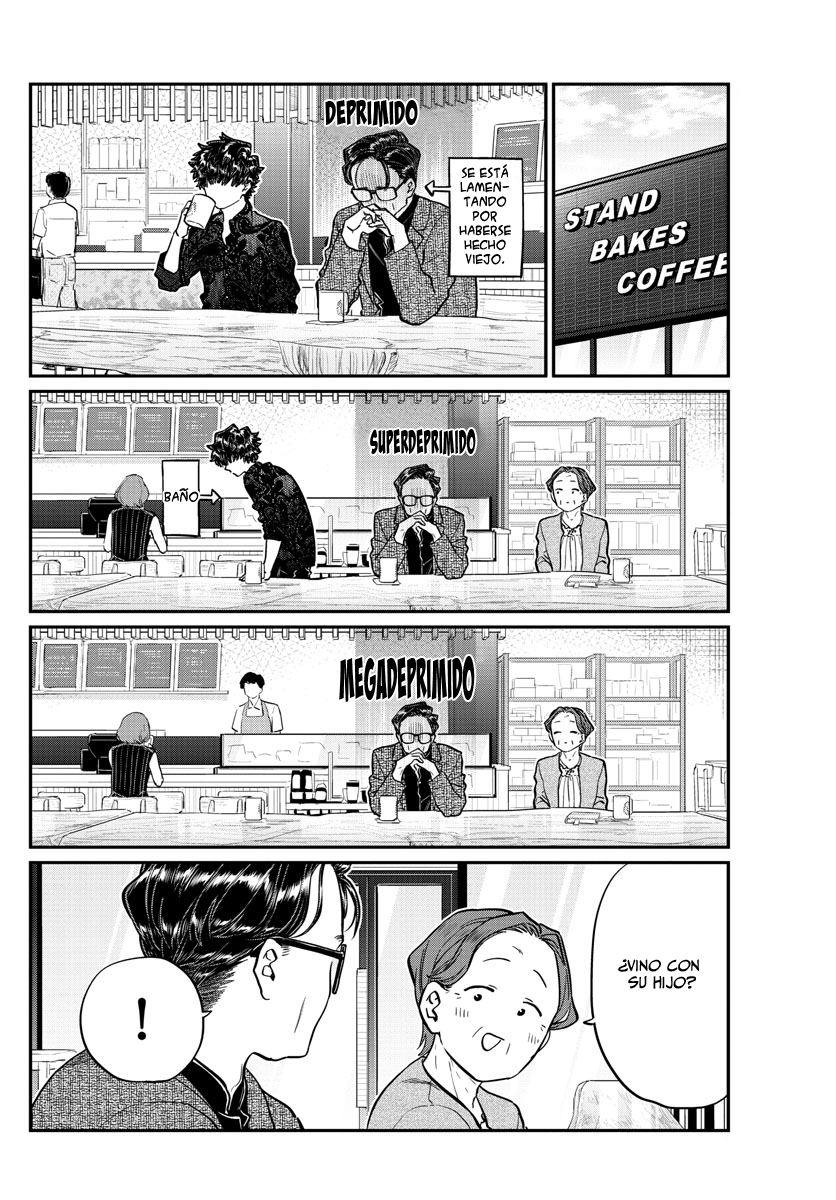 STAND
BAKES
COFFEE
DEPRIMIDO
SE ESTÁ
LAMEN-
TANDO
POR
HABERSE
HECHO
VIEJO.
SUPERDEPRIMIDO
BAÑO
MEGADEPRIMIDO
¿VINO CON
SU HIJO?
!